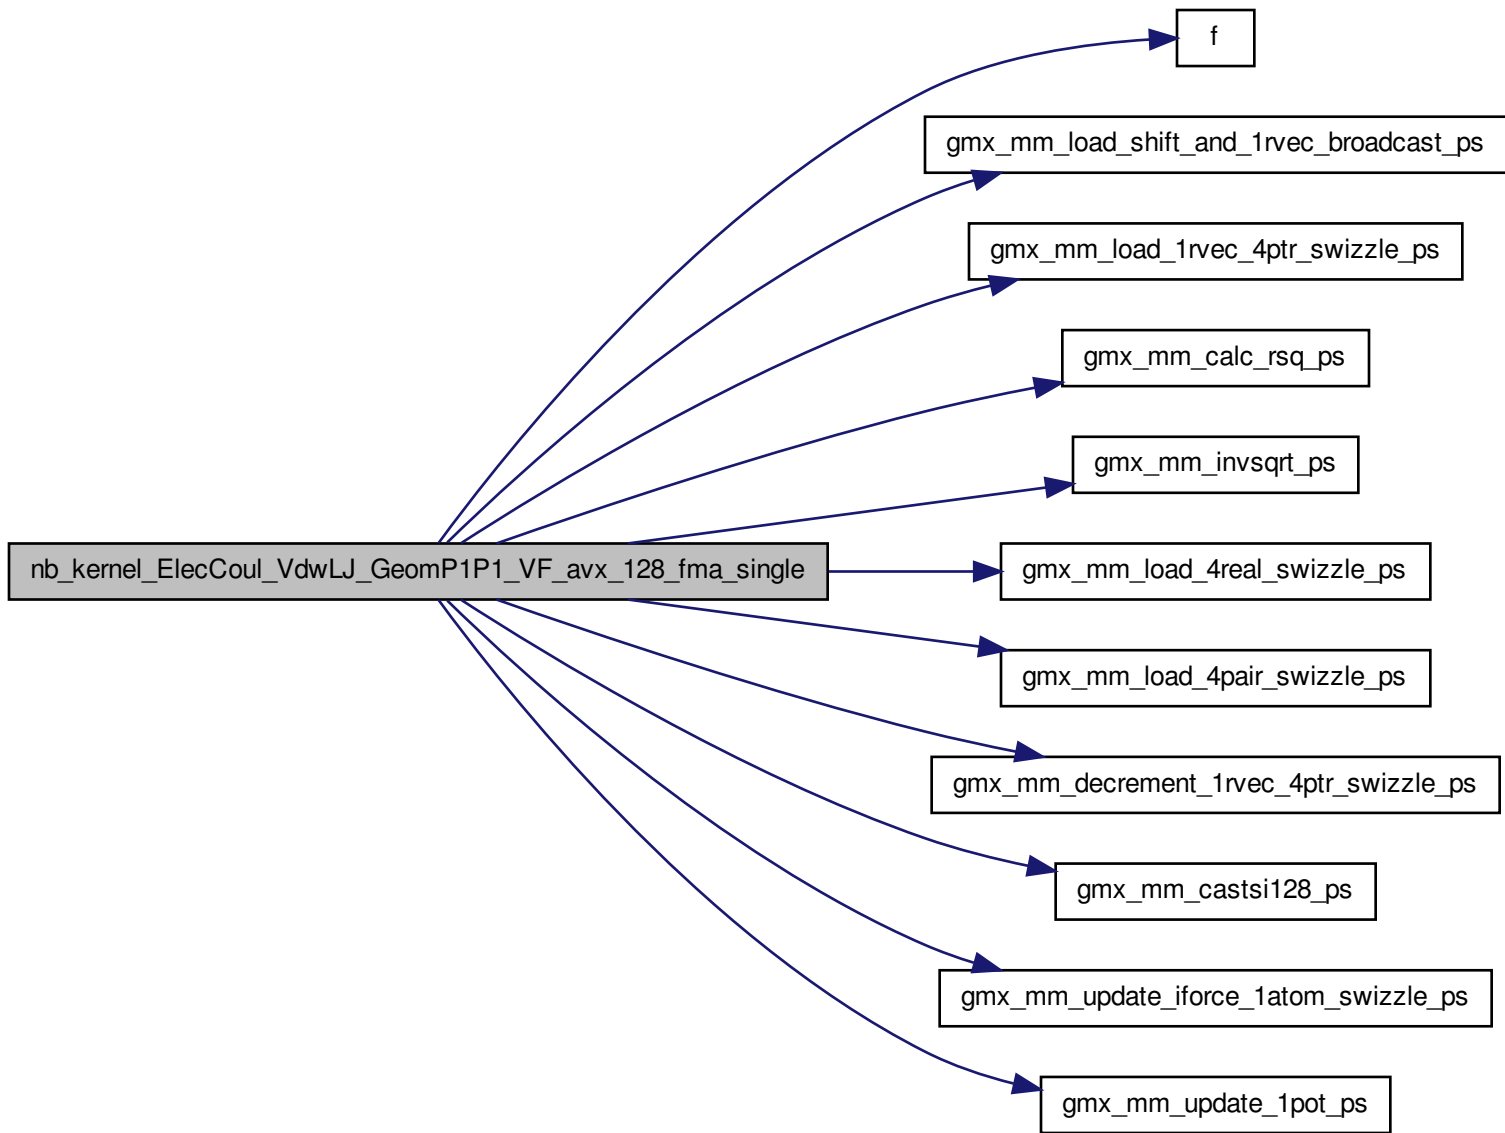 f
gmx_mm_load_shift_and_1rvec_broadcast_ps
gmx_mm_load_1rvec_4ptr_swizzle_ps
gmx_mm_calc_rsq_ps
gmx_mm_invsqrt_ps
nb_kernel_ElecCoul_VdwLJ_GeomP1P1_VF_avx_128_fma_single
gmx_mm_load_4real_swizzle_ps
gmx_mm_load_4pair_swizzle_ps
gmx_mm_decrement_1rvec_4ptr_swizzle_ps
gmx_mm_castsi128_ps
gmx_mm_update_iforce_1atom_swizzle_ps
gmx_mm_update_1pot_ps